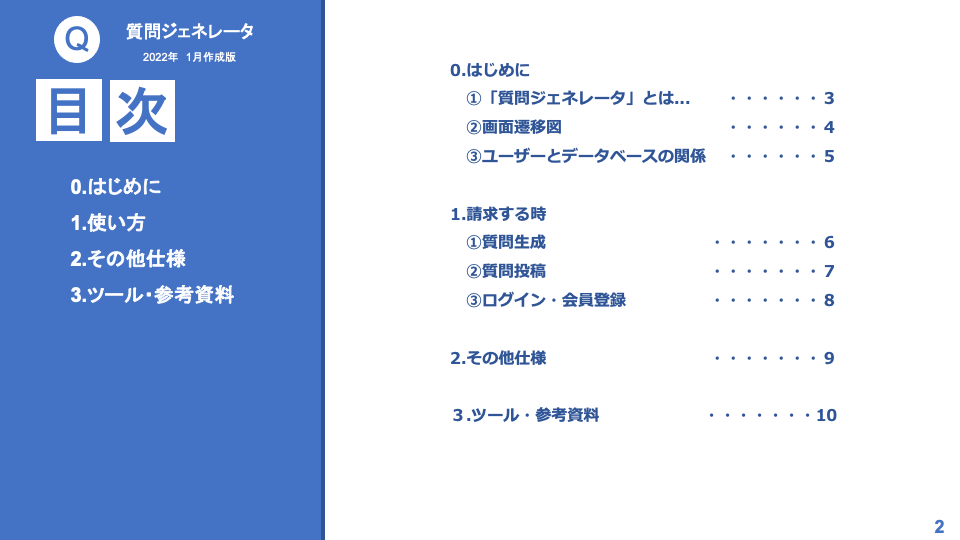 Q
質問ジェネレータ
2022年 1月作成版
目次
0.はじめに
1.使い方
2.その他仕様
3.ツール・参考資料
0.はじめに
①「質問ジェネレータ」とは… ・・・・・・3
②画面遷移図 ・・・・・・4
③ユーザーとデータベースの関係 ・・・・・・5
1.請求する時
①質問生成 ・・・・・・・6
②質問投稿 ・・・・・・・7
③ログイン・会員登録 ・・・・・・・8
2.その他仕様 ・・・・・・・9
３.ツール・参考資料 ・・・・・・・10
2